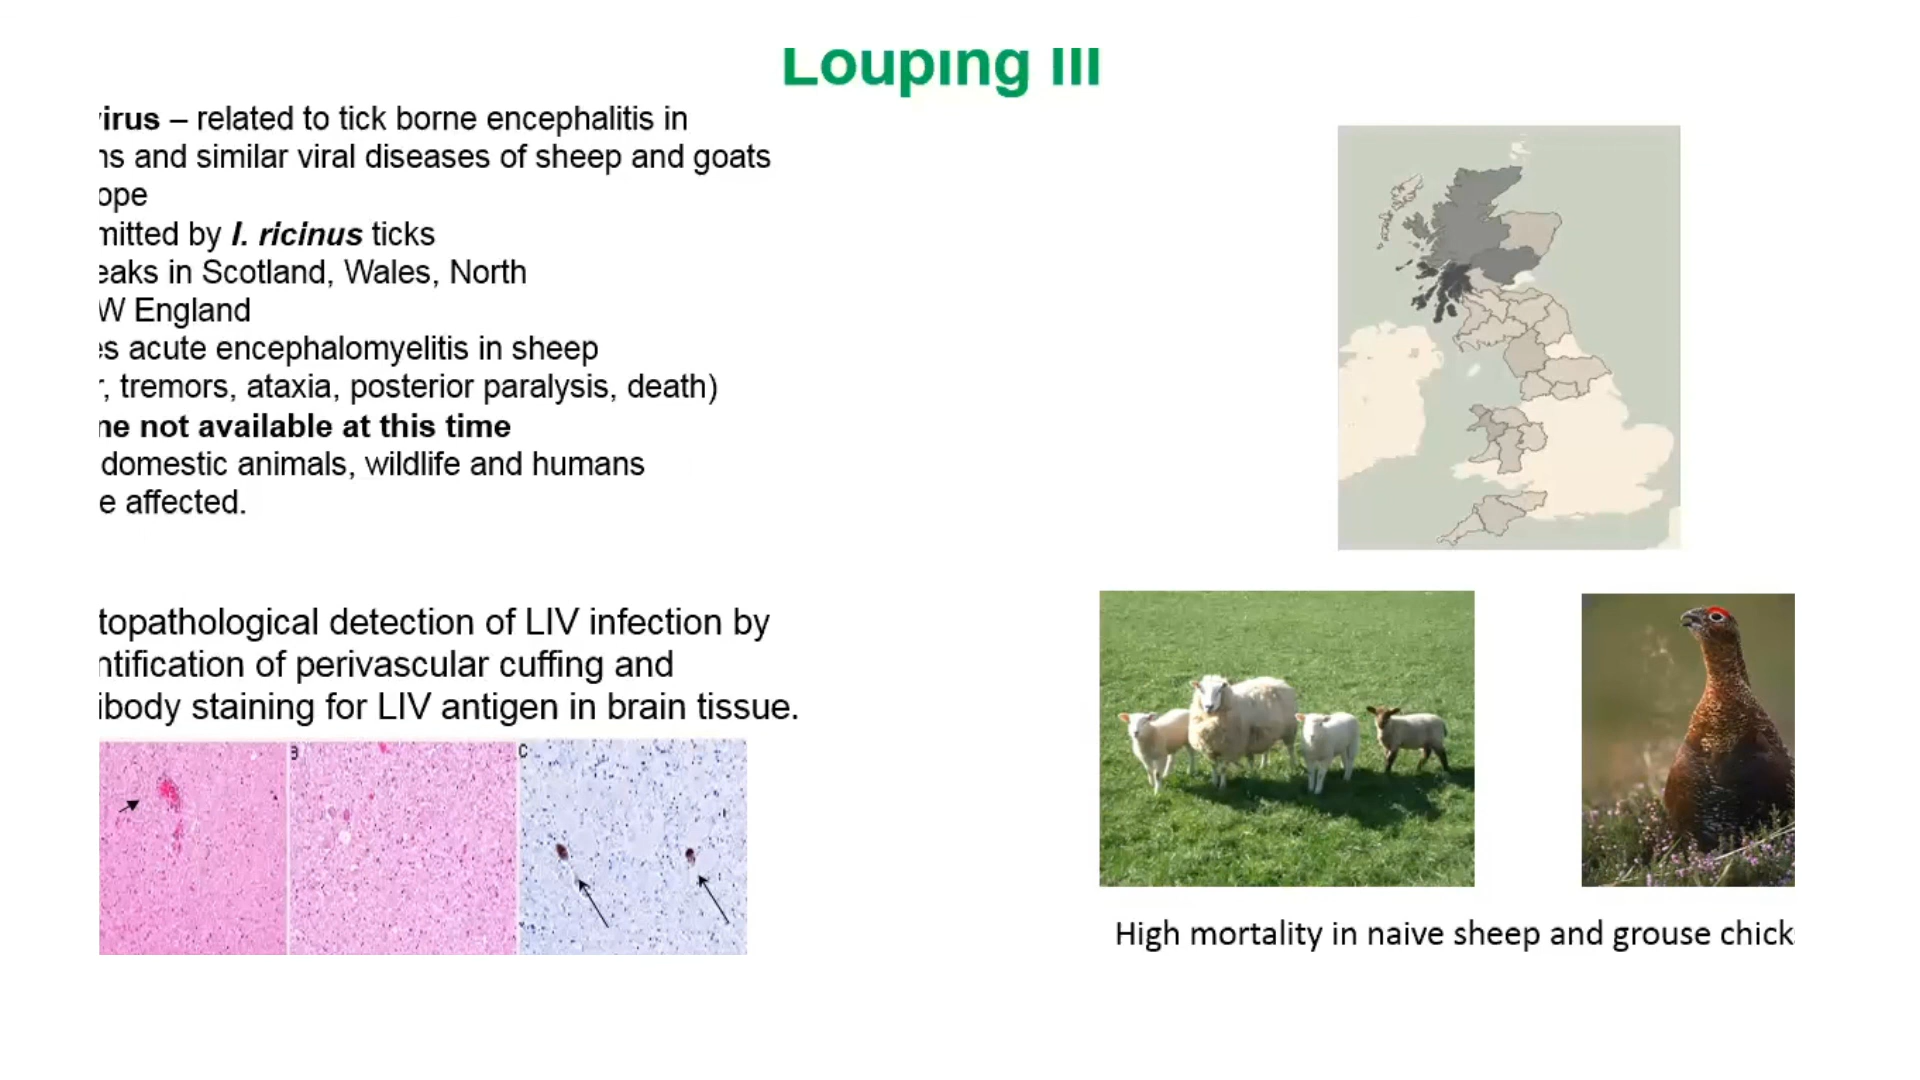 Louping Ill
virus – related to tick borne encephalitis in
ns and similar viral diseases of sheep and goats
ope
mitted by I. ricinus ticks
eaks in Scotland, Wales, North
W England
es acute encephalomyelitis in sheep
r, tremors, ataxia, posterior paralysis, death)
ne not available at this time
domestic animals, wildlife and humans
e affected.
topathological detection of LIV infection by
ntification of perivascular cuffing and
ibody staining for LIV antigen in brain tissue.
B
C
High mortality in naive sheep and grouse chick